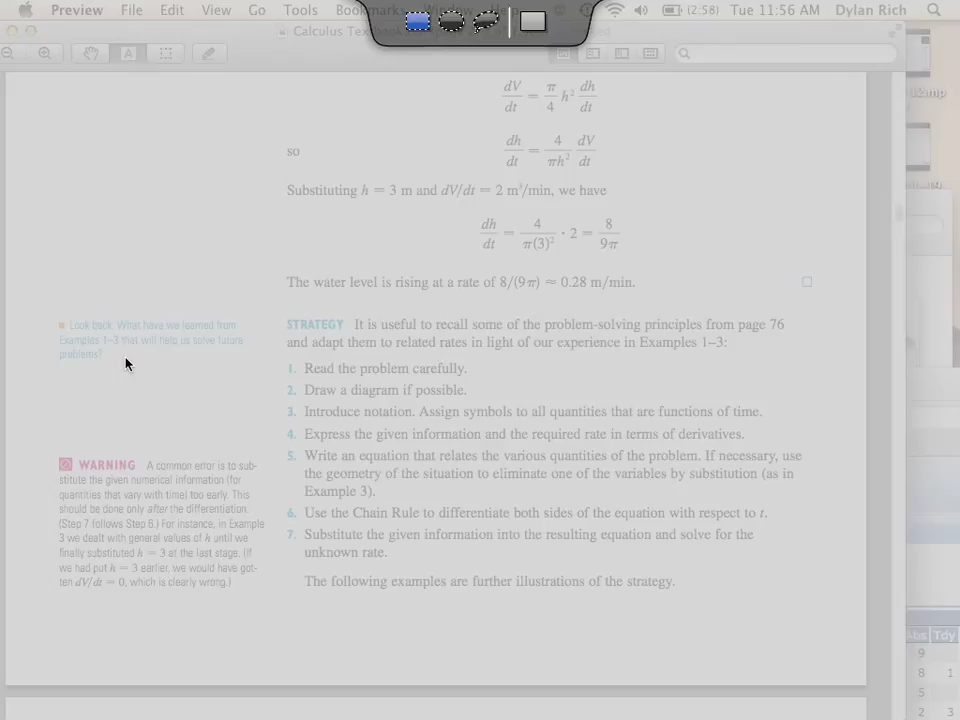 Preview File Edit View Go Tools (2:58) Tue 11:56 AM Dylan Rich
dV/dt = π/4 h² dh/dt
so
dh/dt = 4/πh² dV/dt
Substituting h = 3 m and dV/dt = 2 m³/min, we have
dh/dt = 4/π(3)² · 2 = 8/9π
The water level is rising at a rate of 8/(9π) ≈ 0.28 m/min.
Look back: What have we learned from
Examples 1–3 that will help us solve future
problems?
STRATEGY It is useful to recall some of the problem-solving principles from page 76
and adapt them to related rates in light of our experience in Examples 1–3:
1. Read the problem carefully.
2. Draw a diagram if possible.
3. Introduce notation. Assign symbols to all quantities that are functions of time.
4. Express the given information and the required rate in terms of derivatives.
5. Write an equation that relates the various quantities of the problem. If necessary, use
the geometry of the situation to eliminate one of the variables by substitution (as in
Example 3).
6. Use the Chain Rule to differentiate both sides of the equation with respect to t.
7. Substitute the given information into the resulting equation and solve for the
unknown rate.
The following examples are further illustrations of the strategy.
WARNING A common error is to sub-
stitute the given numerical information (for
quantities that vary with time) too early. This
should be done only after the differentiation.
(Step 7 follows Step 6.) For instance, in Example
3 we dealt with general values of h until we
finally substituted h = 3 at the last stage. (If
we had put h = 3 earlier, we would have got-
ten dV/dt = 0, which is clearly wrong.)
Abs Tdy
9
8 1
5
2 3